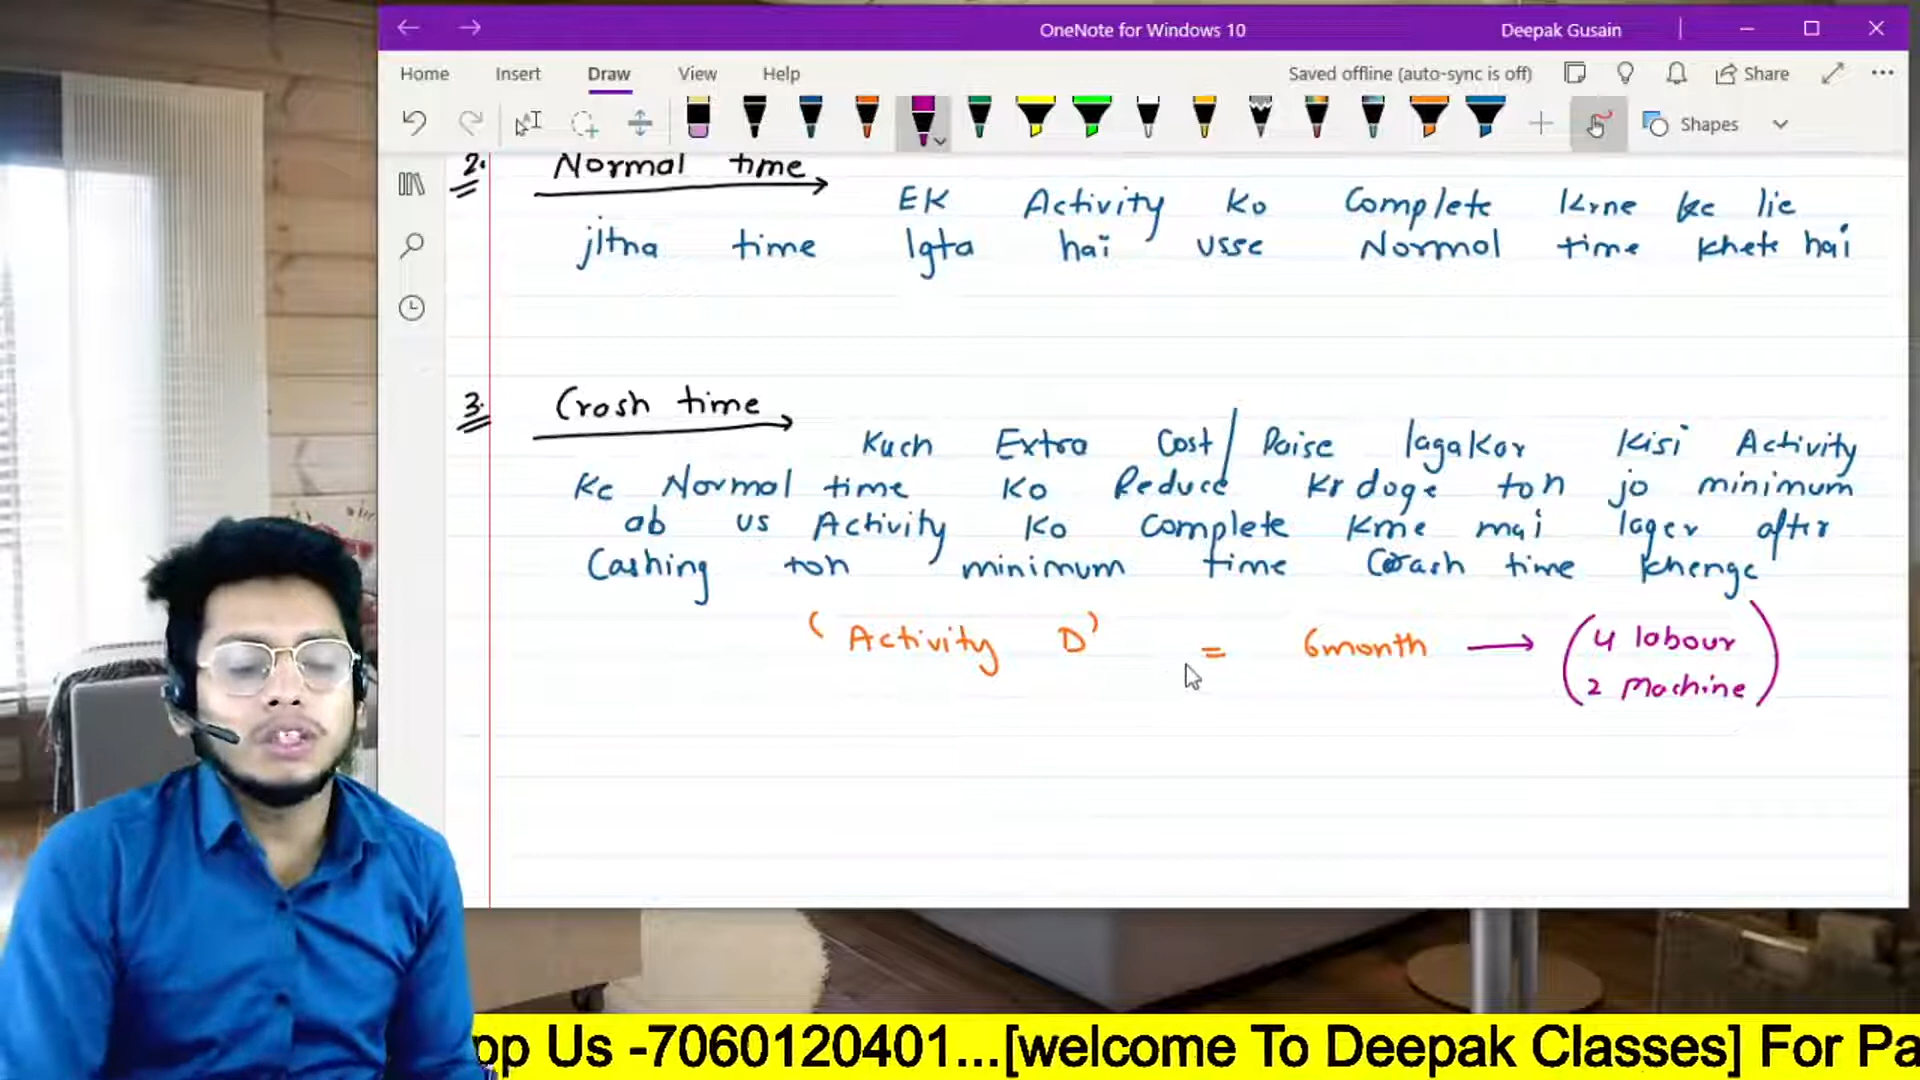 OneNote for Windows 10
Deepak Gusain
Home Insert Draw View Help
Saved offline (auto-sync is off)
Share
Shapes
2. Normal time
EK Activity Ko Complete Krne ke lie
jitna time lgta hai usse Normal time khete hai
3. Crash time
Kuch Extra Cost/Paise lagakar Kisi Activity
Ke Normal time Ko Reduce Kr doge toh jo minimum
ab us Activity Ko Complete Krne mai lager after
Cashing toh minimum time Crash time Khenge
(Activity D) = 6month → (4 labour
2 Machine)
pp Us -7060120401...[welcome To Deepak Classes] For Pa